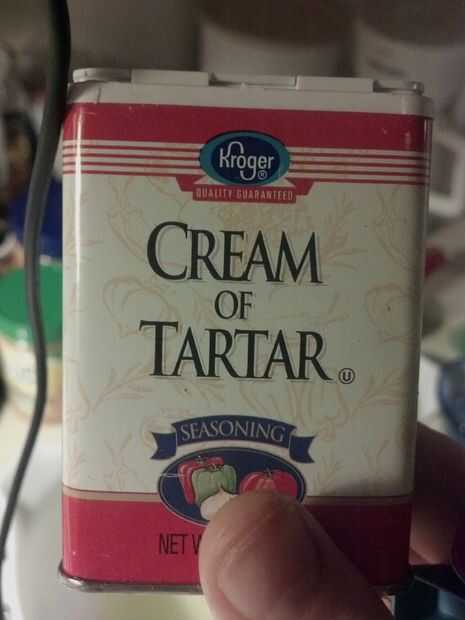 Kroger ®
QUALITY GUARANTEED
CREAM
OF
TARTAR Ⓤ
SEASONING
NET